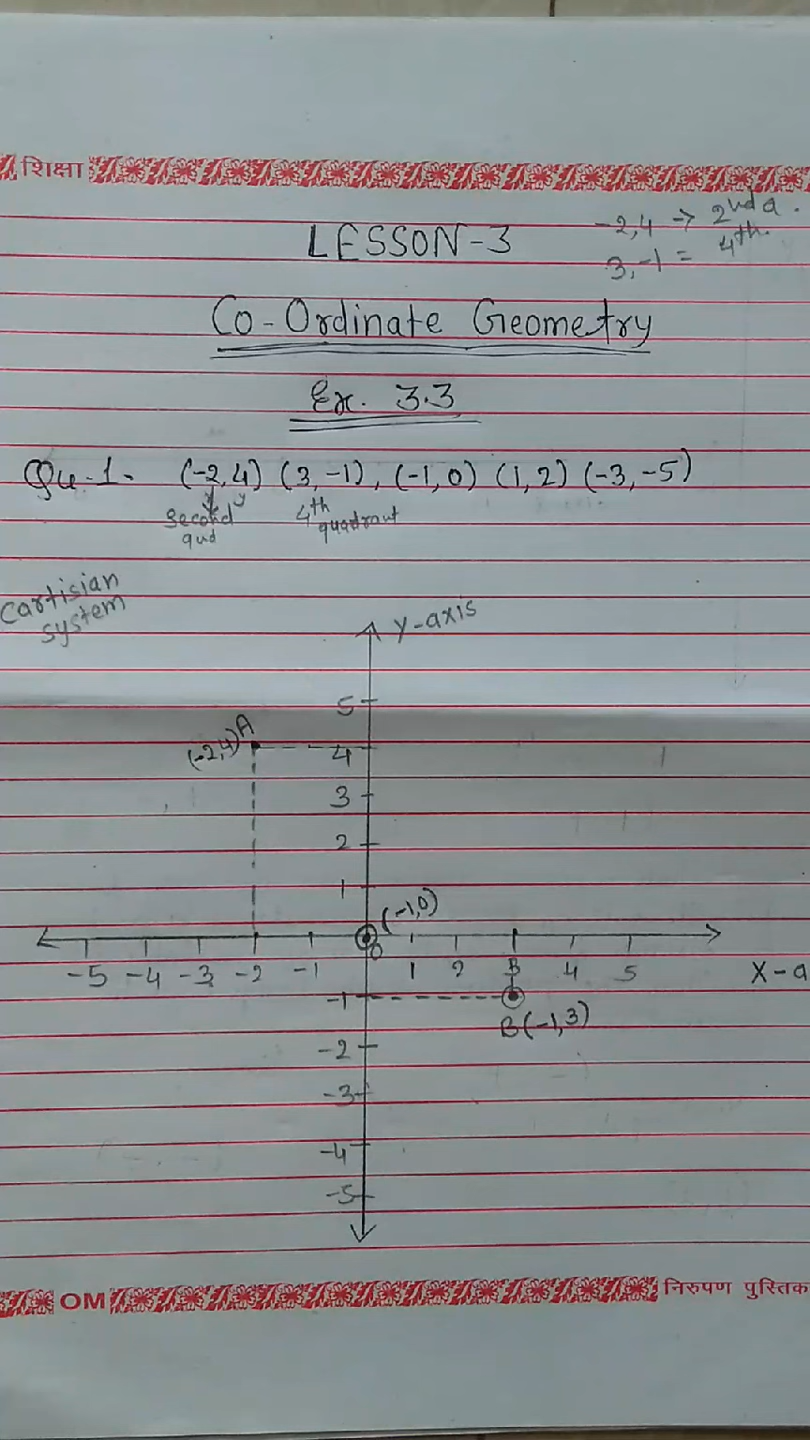 शिक्षा
-2,4 → 2nd q.
3,-1 = 4th.
LESSON-3
Co-Ordinate Geometry
Ex. 3.3
Qu-1. (-2,4) (3,-1), (-1,0) (1,2) (-3,-5)
second 4th
qud quadrant
Cartisian
system
y-axis
5
(-2,4) A
4
3
2
1
(-1,0)
0
-5 -4 -3 -2 -1 1 2 3 4 5
X-a
-1
B(-1,3)
-2
-3
-4
-5
OM
निरुपण पुस्तिक